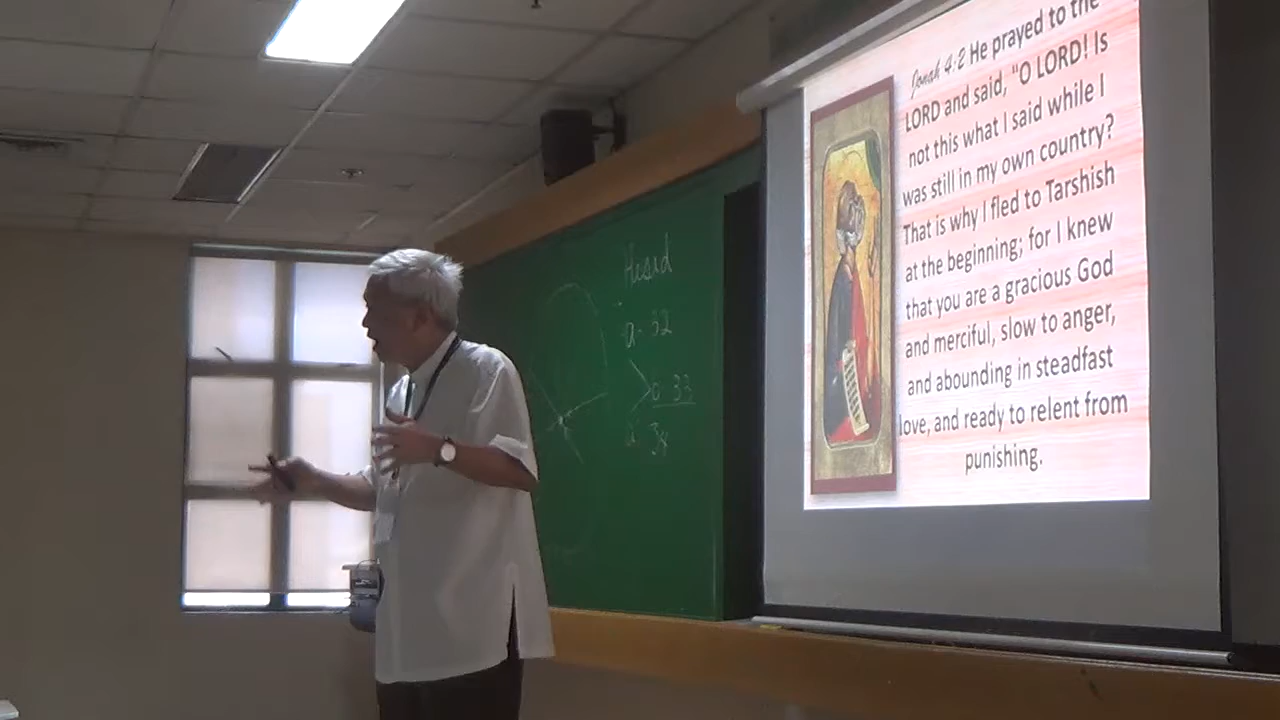 Hesed
a - 32
b 33
34
Jonah 4:2 He prayed to the
LORD and said, "O LORD! Is
not this what I said while I
was still in my own country?
That is why I fled to Tarshish
at the beginning; for I knew
that you are a gracious God
and merciful, slow to anger,
and abounding in steadfast
love, and ready to relent from
punishing.